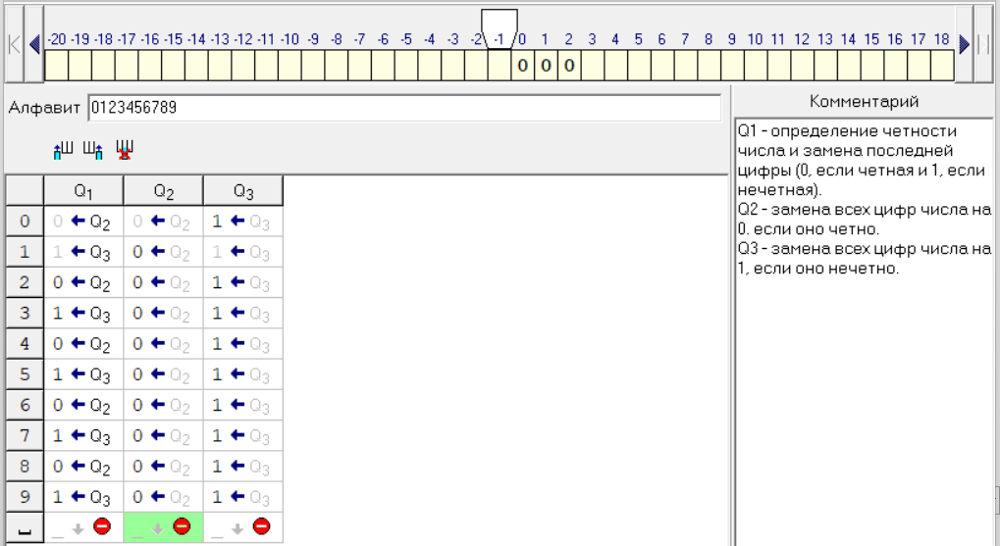 -20 -19 -18 -17 -16 -15 -14 -13 -12 -11 -10 -9 -8 -7 -6 -5 -4 -3 -2 -1 0 1 2 3 4 5 6 7 8 9 10 11 12 13 14 15 16 17 18
0 0 0
Алфавит 0123456789
Q1 Q2 Q3
0 0 ← Q2 0 ← Q2 1 ← Q3
1 1 ← Q3 0 ← Q2 1 ← Q3
2 0 ← Q2 0 ← Q2 1 ← Q3
3 1 ← Q3 0 ← Q2 1 ← Q3
4 0 ← Q2 0 ← Q2 1 ← Q3
5 1 ← Q3 0 ← Q2 1 ← Q3
6 0 ← Q2 0 ← Q2 1 ← Q3
7 1 ← Q3 0 ← Q2 1 ← Q3
8 0 ← Q2 0 ← Q2 1 ← Q3
9 1 ← Q3 0 ← Q2 1 ← Q3
␣ _ ↓ _ ↓ _ ↓
Комментарий
Q1 - определение четности
числа и замена последней
цифры (0, если четная и 1, если
нечетная).
Q2 - замена всех цифр числа на
0. если оно четно.
Q3 - замена всех цифр числа на
1, если оно нечетно.